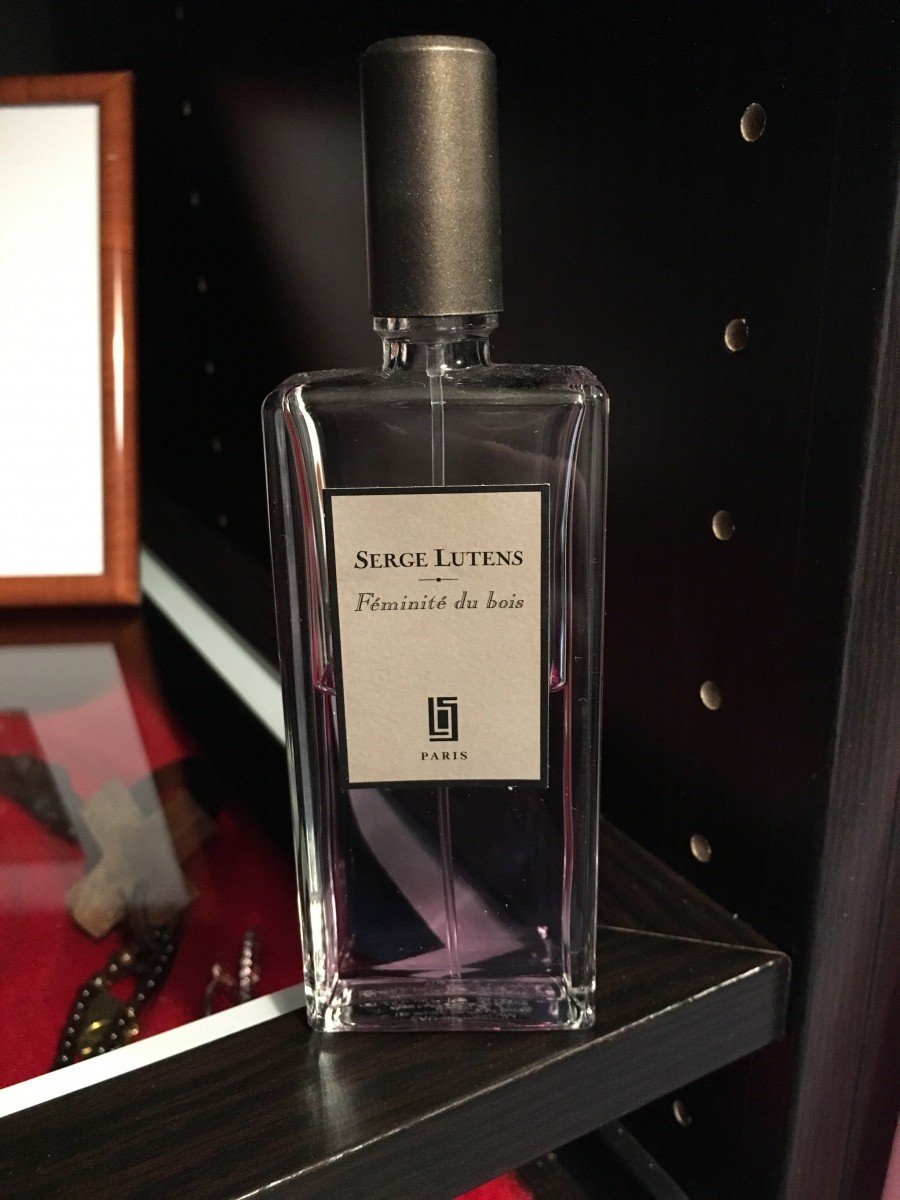 SERGE LUTENS
Féminité du bois
PARIS